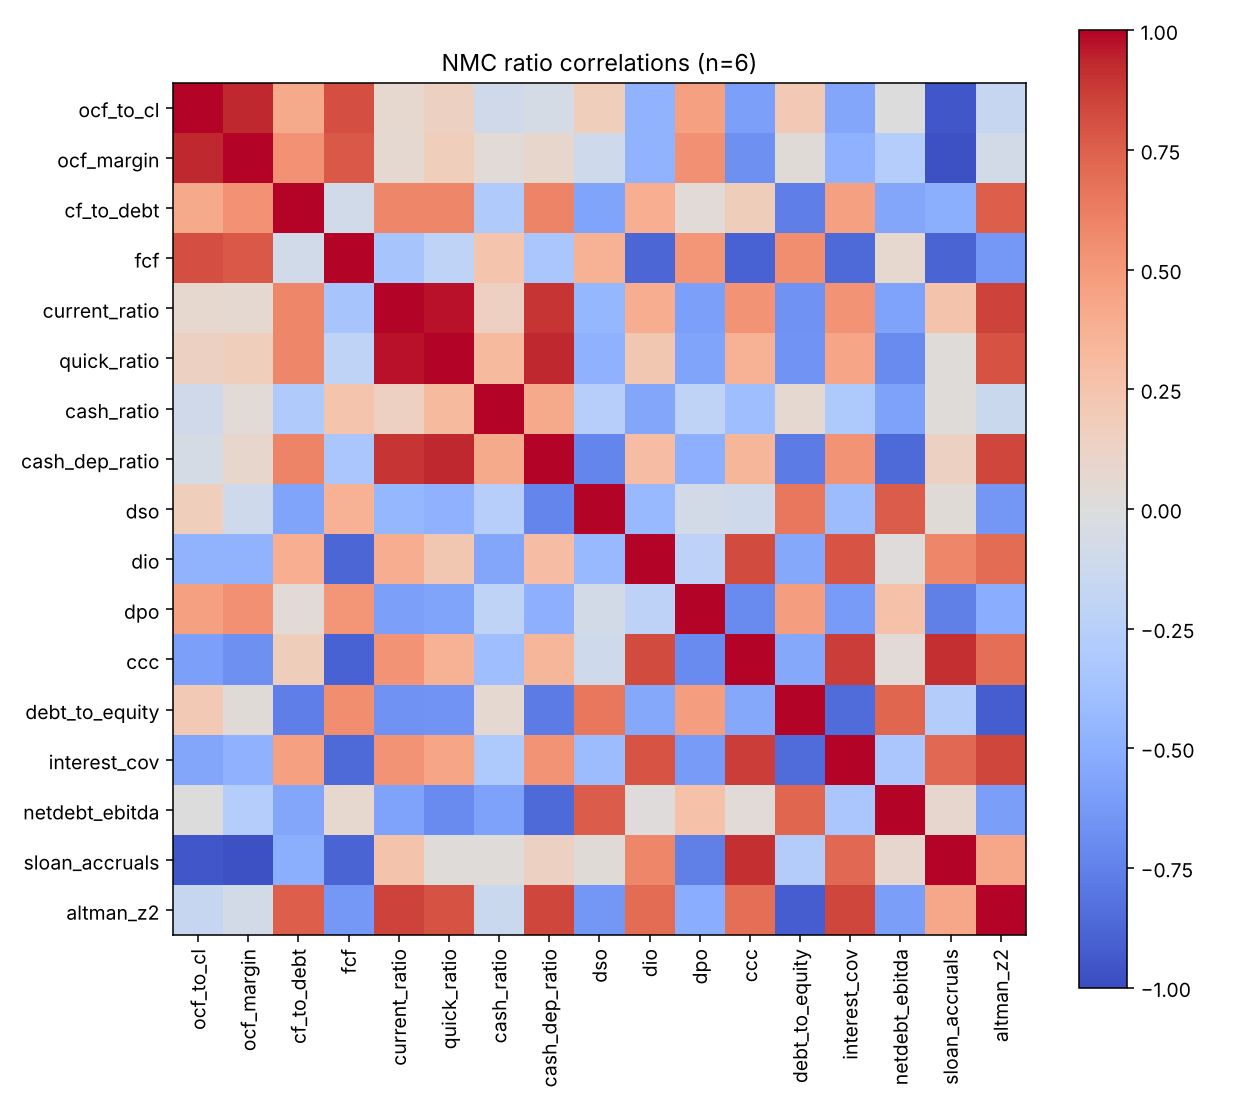 NMC ratio correlations (n=6)
ocf_to_cl
ocf_margin
cf_to_debt
fcf
current_ratio
quick_ratio
cash_ratio
cash_dep_ratio
dso
dio
dpo
ccc
debt_to_equity
interest_cov
netdebt_ebitda
sloan_accruals
altman_z2
ocf_to_cl
ocf_margin
cf_to_debt
fcf
current_ratio
quick_ratio
cash_ratio
cash_dep_ratio
dso
dio
dpo
ccc
debt_to_equity
interest_cov
netdebt_ebitda
sloan_accruals
altman_z2
1.00
0.75
0.50
0.25
0.00
−0.25
−0.50
−0.75
−1.00